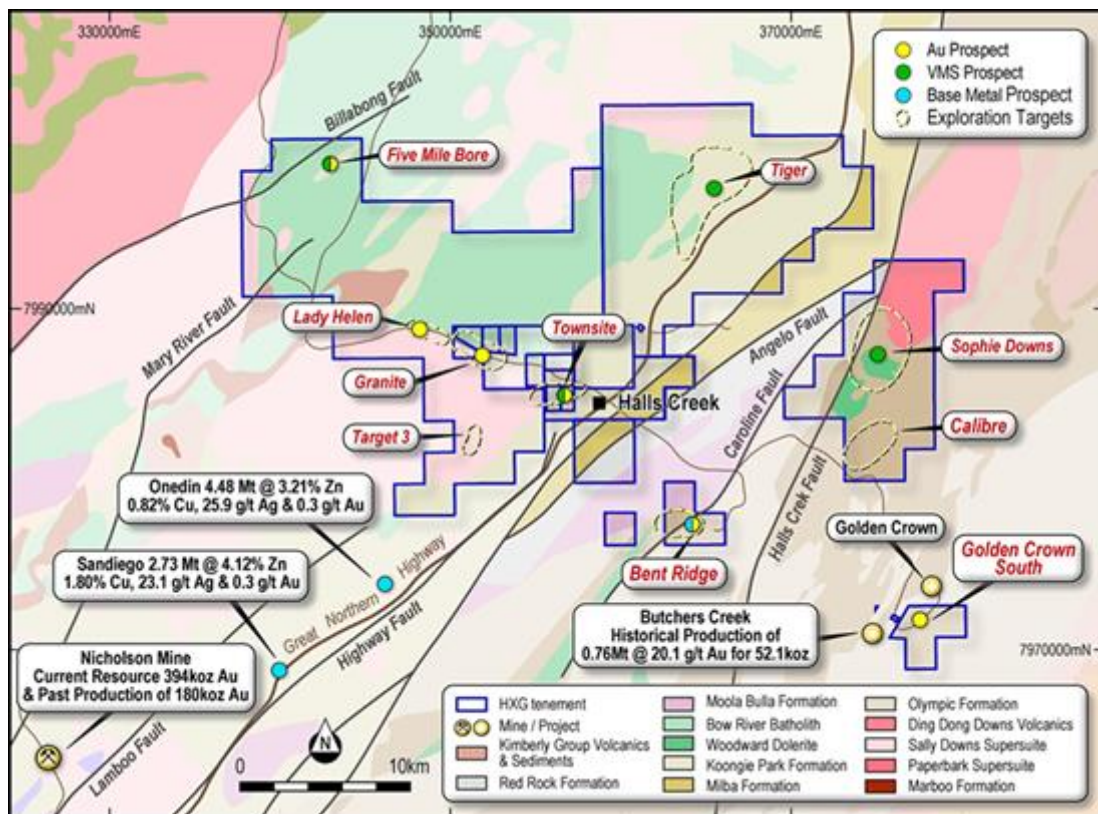 330000mE
350000mE
370000mE
Au Prospect
VMS Prospect
Base Metal Prospect
Exploration Targets
Billabong Fault
Five Mile Bore
Tiger
7990000mN
Mary River Fault
Lady Helen
Townsite
Granite
Angelo Fault
Sophie Downs
Halls Creek
Caroline Fault
Target 3
Calibre
Halls Crek Fault
Onedin 4.48 Mt @ 3.21% Zn
0.82% Cu, 25.9 g/t Ag & 0.3 g/t Au
Sandiego 2.73 Mt @ 4.12% Zn
1.80% Cu, 23.1 g/t Ag & 0.3 g/t Au
Great Northern Highway
Highway Fault
Bent Ridge
Golden Crown
Golden Crown
South
Butchers Creek
Historical Production of
0.76Mt @ 20.1 g/t Au for 52.1koz
7970000mN
Nicholson Mine
Current Resource 394koz Au
& Past Production of 180koz Au
Lamboo Fault
N
0
10km
HXG tenement
Mine / Project
Kimberly Group Volcanics
& Sediments
Red Rock Formation
Moola Bulla Formation
Bow River Batholith
Woodward Dolerite
Koongie Park Formation
Milba Formation
Olympic Formation
Ding Dong Downs Volcanics
Sally Downs Supersuite
Paperbark Supersuite
Marboo Formation